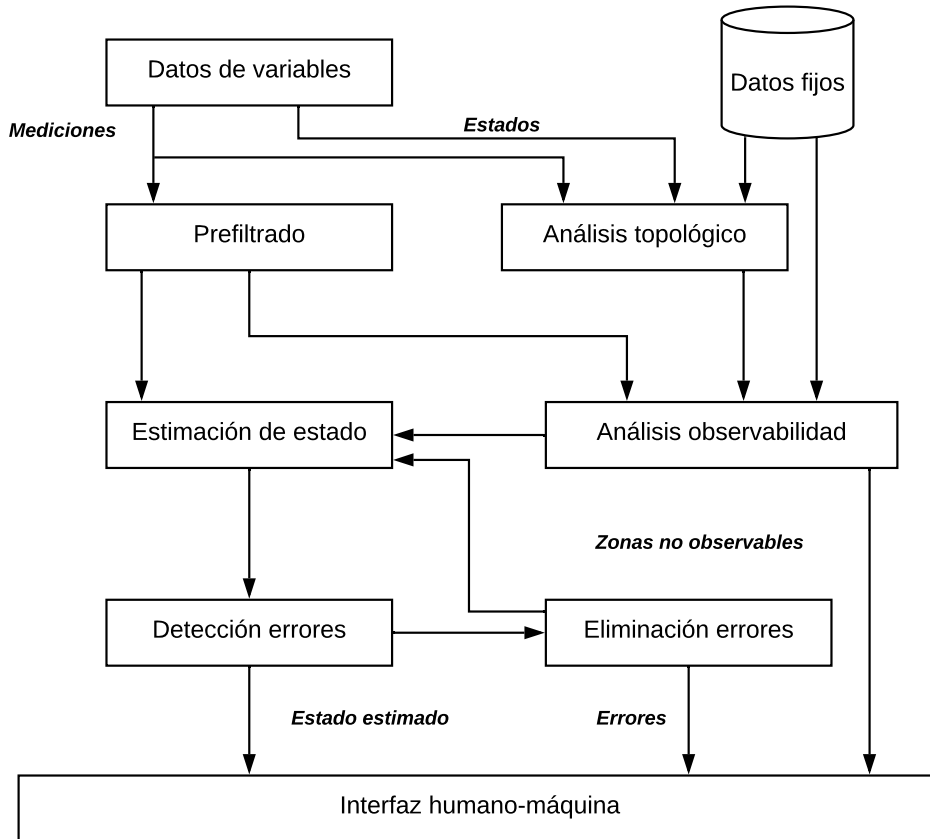 Datos de variables
Datos fijos
Mediciones
Estados
Prefiltrado
Análisis topológico
Estimación de estado
Análisis observabilidad
Zonas no observables
Detección errores
Eliminación errores
Estado estimado
Errores
Interfaz humano-máquina